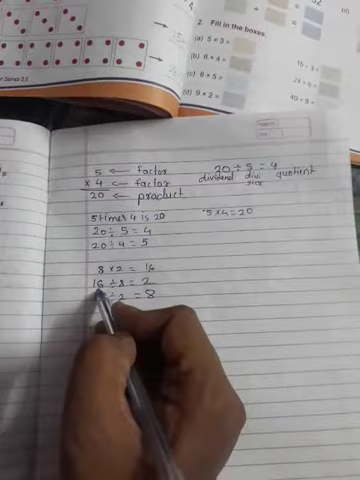 2. Fill in the boxes.
(a) 5 × 3 =
(b) 6 × 4 =
(c) 8 × 5 =
(d) 9 × 2 =
15 ÷ 3 =
24 ÷ 6 =
40 ÷ 8 =
5 ← factor
× 4 ← factor
20 ← product
20 ÷ 5 = 4
dividend divi sior quotient
5 times 4 is 20
5 × 4 = 20
20 ÷ 5 = 4
20 ÷ 4 = 5
8 × 2 = 16
16 ÷ 8 = 2
÷ 2 = 8